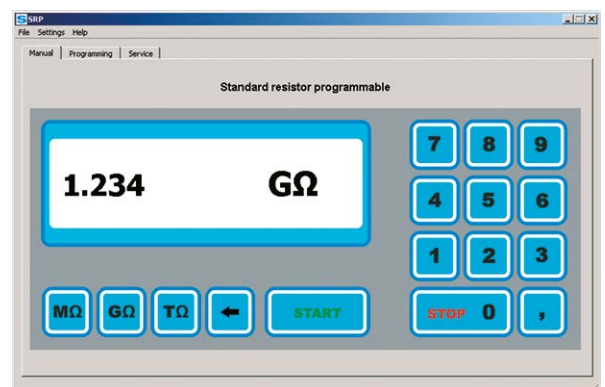 SRP
File Settings Help
Manual Programming Service
Standard resistor programmable
1.234 GΩ
7 8 9
4 5 6
1 2 3
MΩ GΩ TΩ START STOP 0 ,